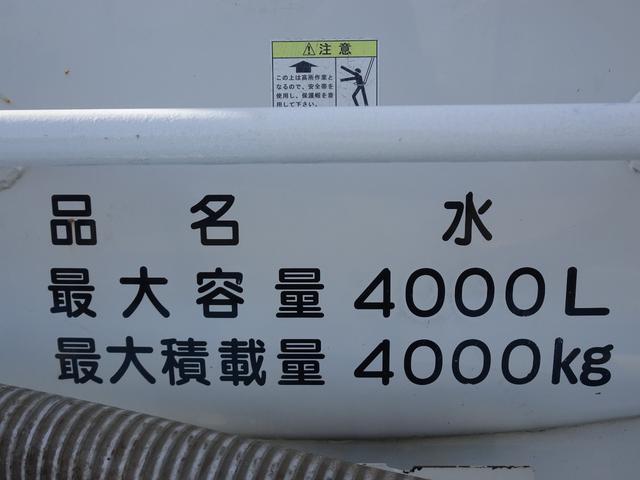 注意
この上は高所作業と
なるので、安全帯を
使用し、保護帽を着
用して下さい。
品名 水
最大容量 4000L
最大積載量 4000kg